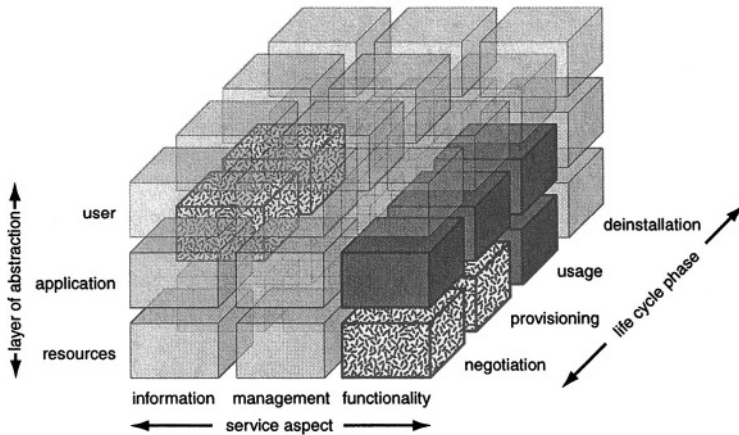 user
application
resources
layer of abstraction
information management functionality
service aspect
deinstallation
usage
provisioning
negotiation
life cycle phase